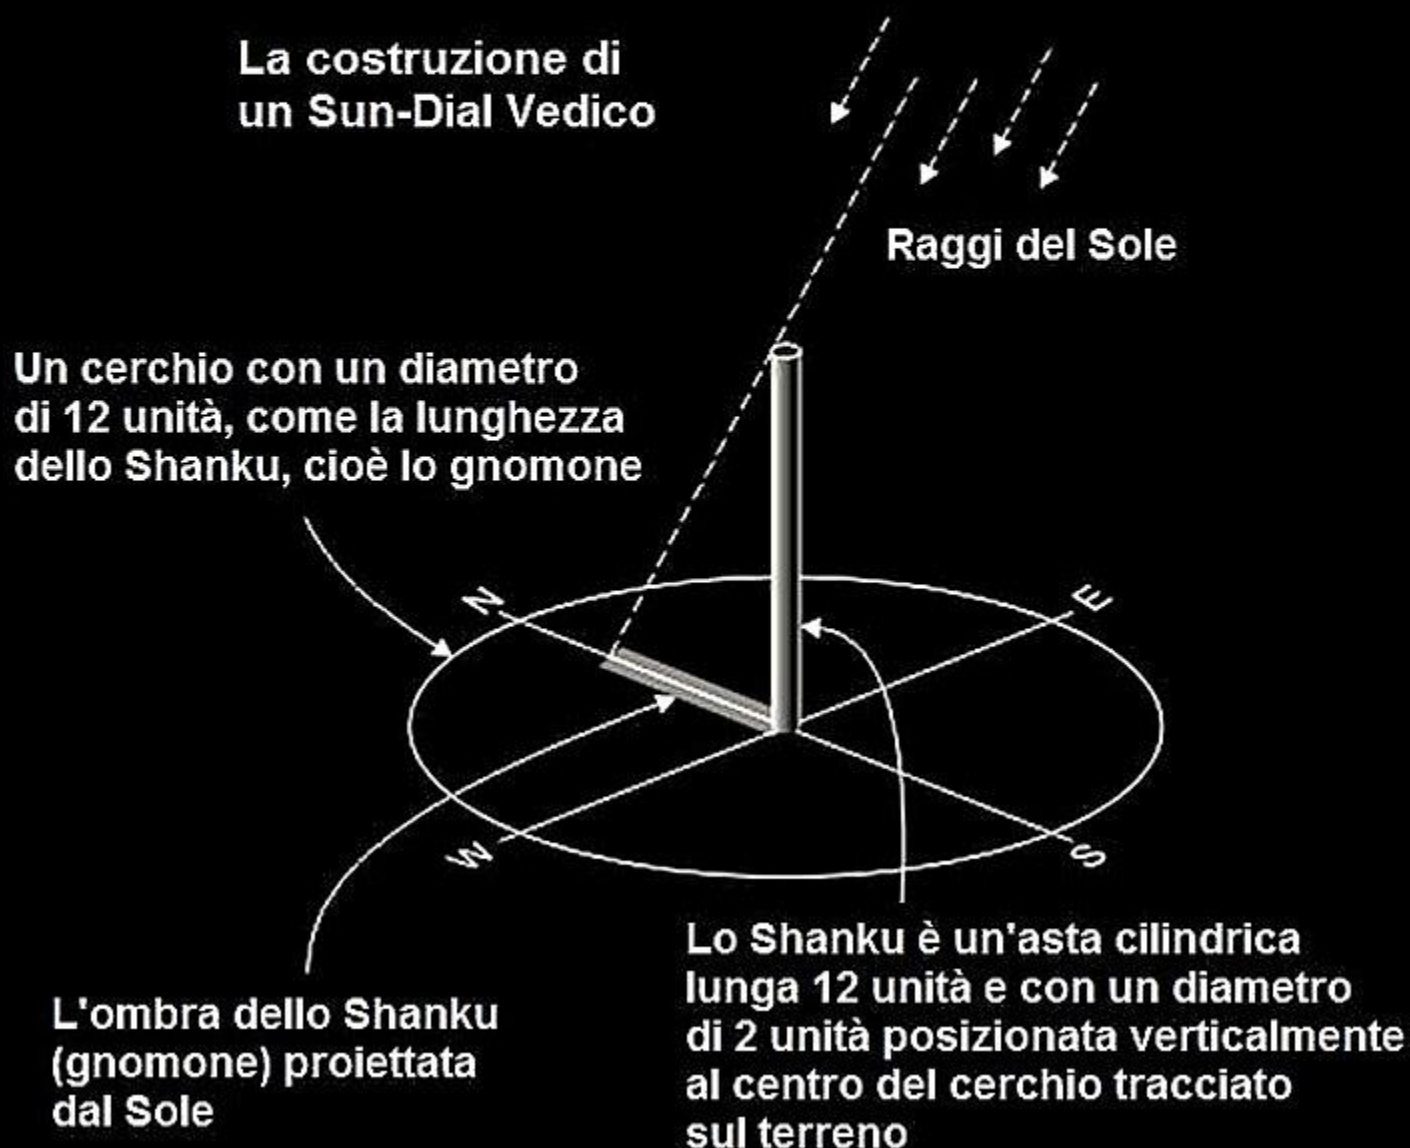 La costruzione di
un Sun-Dial Vedico
Raggi del Sole
Un cerchio con un diametro
di 12 unità, come la lunghezza
dello Shanku, cioè lo gnomone
N
E
W
S
L'ombra dello Shanku
(gnomone) proiettata
dal Sole
Lo Shanku è un'asta cilindrica
lunga 12 unità e con un diametro
di 2 unità posizionata verticalmente
al centro del cerchio tracciato
sul terreno